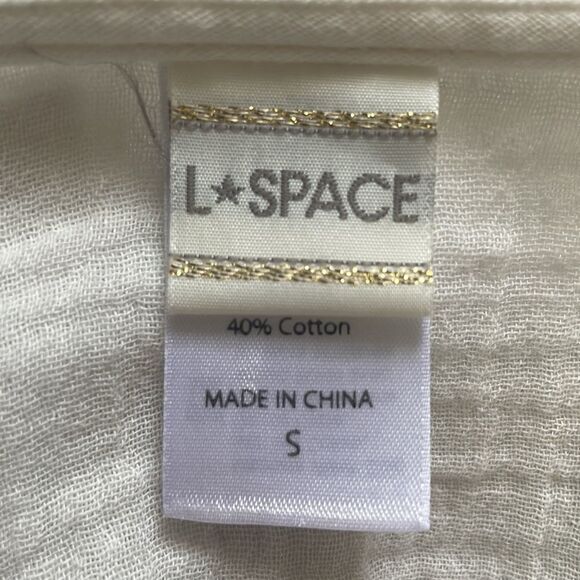 L★SPACE
40% Cotton
MADE IN CHINA
S